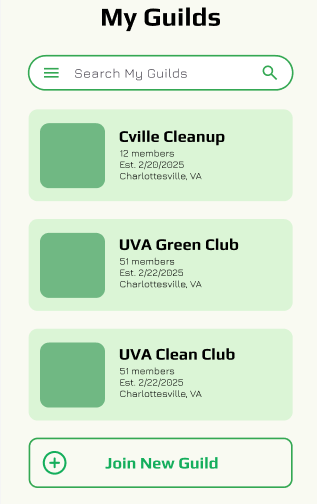 My Guilds
Search My Guilds
Cville Cleanup
12 members
Est. 2/20/2025
Charlottesville, VA
UVA Green Club
51 members
Est. 2/22/2025
Charlottesville, VA
UVA Clean Club
51 members
Est. 2/22/2025
Charlottesville, VA
Join New Guild